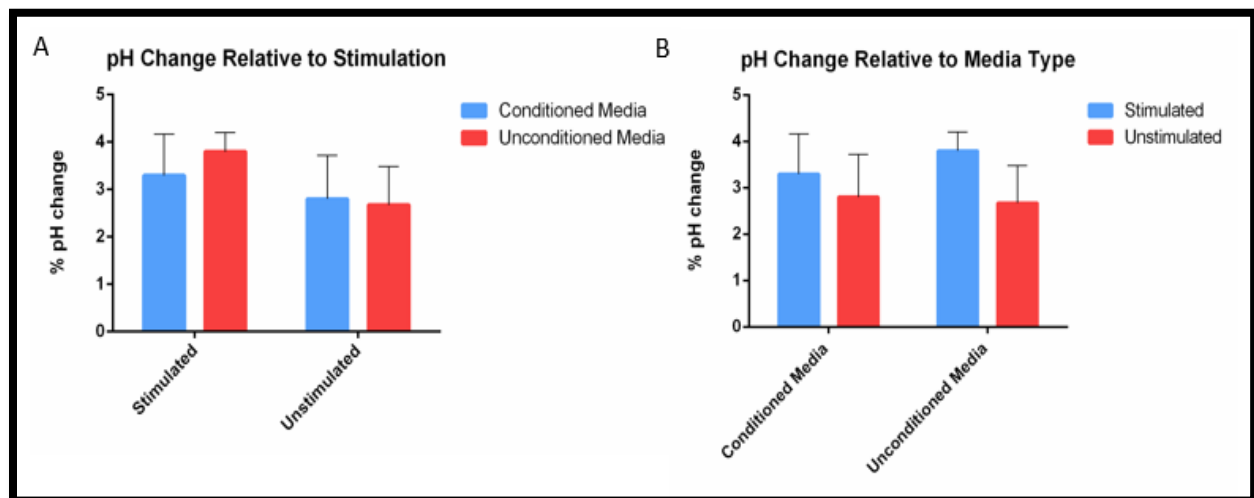 A
pH Change Relative to Stimulation
5
4
3
2
1
0
% pH change
Stimulated
Unstimulated
Conditioned Media
Unconditioned Media
B
pH Change Relative to Media Type
5
4
3
2
1
0
% pH change
Conditioned Media
Unconditioned Media
Stimulated
Unstimulated